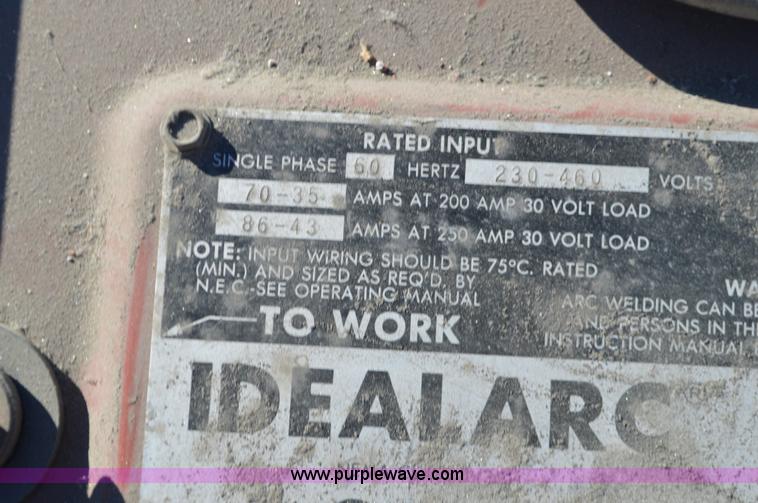 RATED INPUT
SINGLE PHASE 60 HERTZ 230-460 VOLTS
70-35 AMPS AT 200 AMP 30 VOLT LOAD
86-43 AMPS AT 250 AMP 30 VOLT LOAD
NOTE: INPUT WIRING SHOULD BE 75°C. RATED
(MIN.) AND SIZED AS REQ'D. BY
N.E.C.-SEE OPERATING MANUAL
WA
ARC WELDING CAN BE
AND PERSONS IN TH
INSTRUCTION MANUAL
TO WORK
IDEALARC
www.purplewave.com